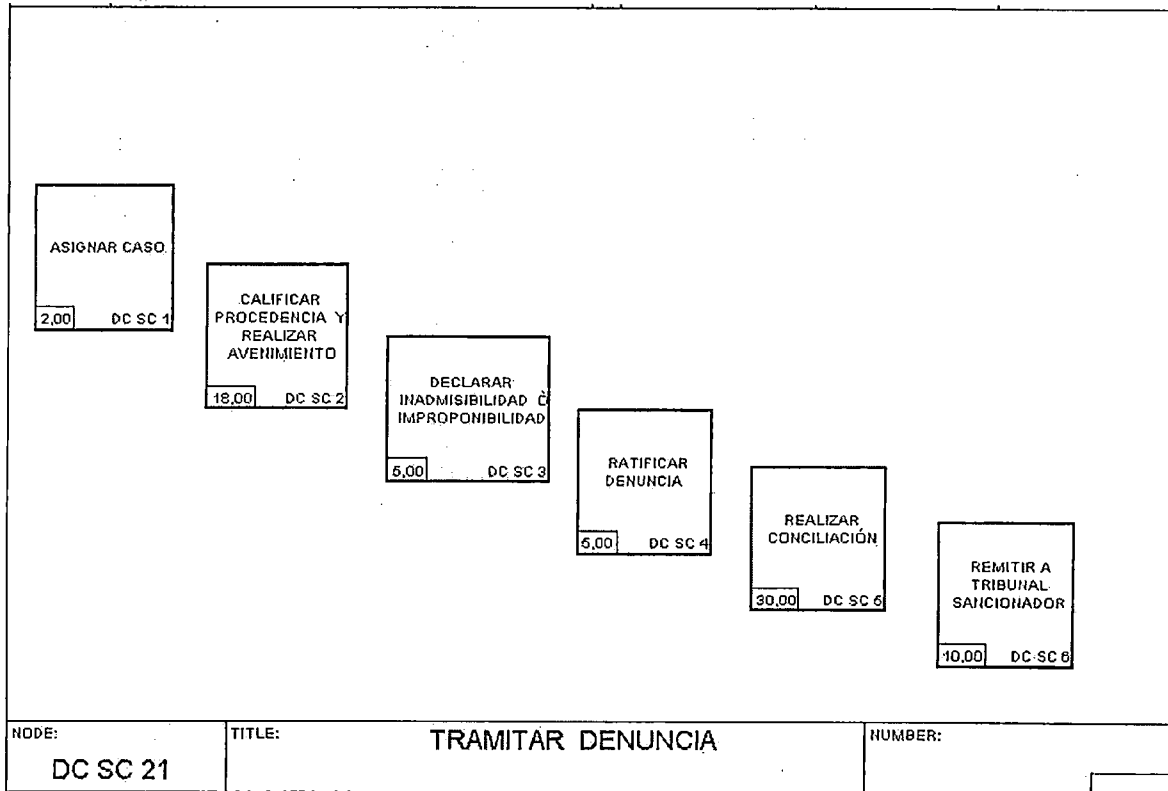 ASIGNAR CASO
2,00 DC SC 1
CALIFICAR
PROCEDENCIA Y
REALIZAR
AVENIMIENTO
18,00 DC SC 2
DECLARAR
INADMISIBILIDAD Ò
IMPROPONIBILIDAD
5,00 DC SC 3
RATIFICAR
DENUNCIA
5,00 DC SC 4
REALIZAR
CONCILIACIÓN
30,00 DC SC 5
REMITIR A
TRIBUNAL
SANCIONADOR
10,00 DC SC 6
NODE: TITLE: TRAMITAR DENUNCIA NUMBER:
DC SC 21